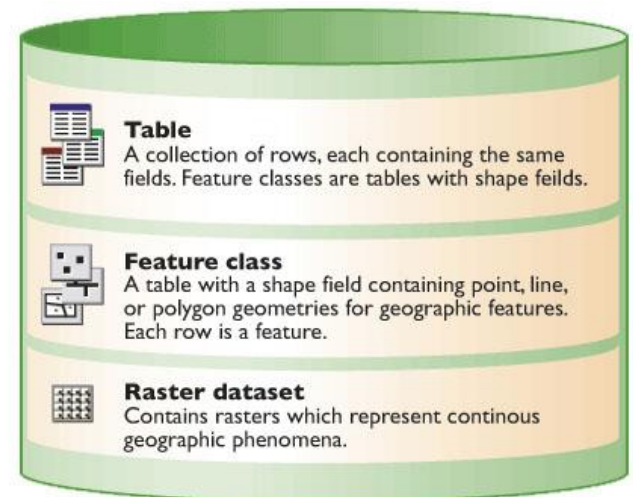 Table
A collection of rows, each containing the same
fields. Feature classes are tables with shape feilds.
Feature class
A table with a shape field containing point, line,
or polygon geometries for geographic features.
Each row is a feature.
Raster dataset
Contains rasters which represent continous
geographic phenomena.